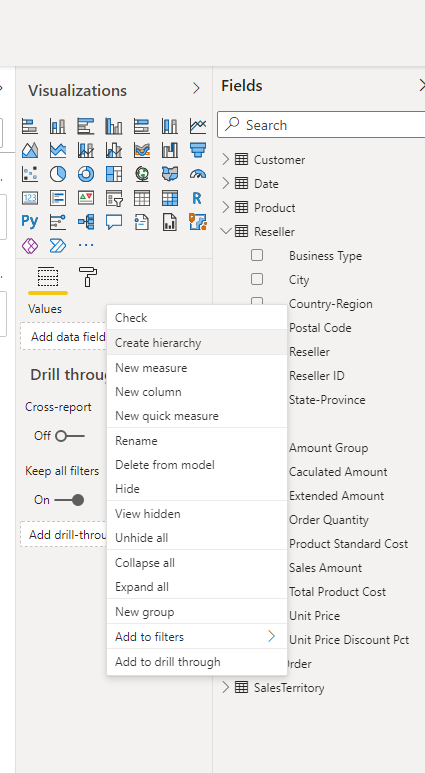 Visualizations
Fields
Search
Customer
Date
Product
Reseller
Business Type
City
Country-Region
Postal Code
Reseller
Reseller ID
State-Province
Amount Group
Caculated Amount
Extended Amount
Order Quantity
Product Standard Cost
Sales Amount
Total Product Cost
Unit Price
Unit Price Discount Pct
Order
SalesTerritory
123
R
Py
Values
Add data field
Drill throu
Cross-report
Off
Keep all filters
On
Add drill-throu
Check
Create hierarchy
New measure
New column
New quick measure
Rename
Delete from model
Hide
View hidden
Unhide all
Collapse all
Expand all
New group
Add to filters
Add to drill through